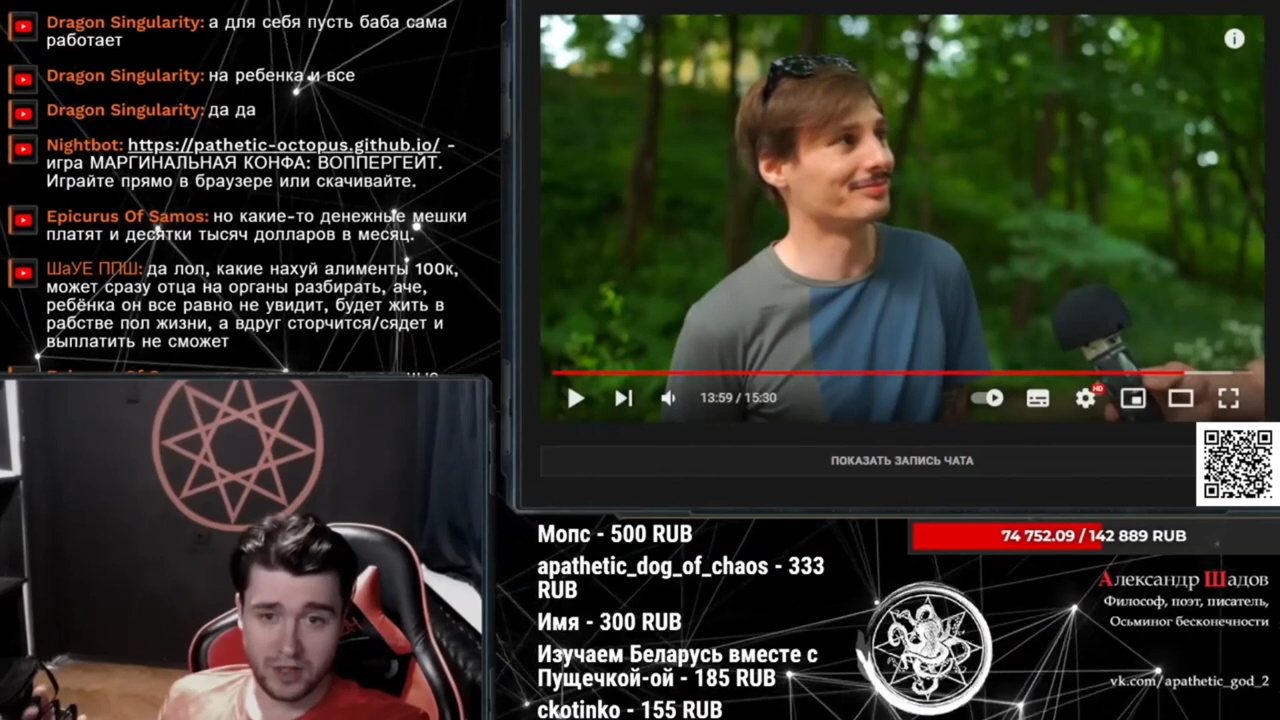 Dragon Singularity: а для себя пусть баба сама
работает
Dragon Singularity: на ребенка и все
Dragon Singularity: да да
Nightbot: https://pathetic-octopus.github.io/ -
игра МАРГИНАЛЬНАЯ КОНФА: ВОППЕРГЕЙТ.
Играйте прямо в браузере или скачивайте.
Epicurus Of Samos: но какие-то денежные мешки
платят и десятки тысяч долларов в месяц.
ШаУЕ ППШ: да лол, какие нахуй алименты 100к,
может сразу отца на органы разбирать, аче,
ребёнка он все равно не увидит, будет жить в
рабстве пол жизни, а вдруг сторчится/сядет и
выплатить не сможет
13:59 / 15:30
HD
ПОКАЗАТЬ ЗАПИСЬ ЧАТА
Мопс - 500 RUB
apathetic_dog_of_chaos - 333
RUB
Имя - 300 RUB
Изучаем Беларусь вместе с
Пущечкой-ой - 185 RUB
ckotinko - 155 RUB
74 752.09 / 142 889 RUB
Александр Шадов
Философ, поэт, писатель,
Осьминог бесконечности
vk.com/apathetic_god_2